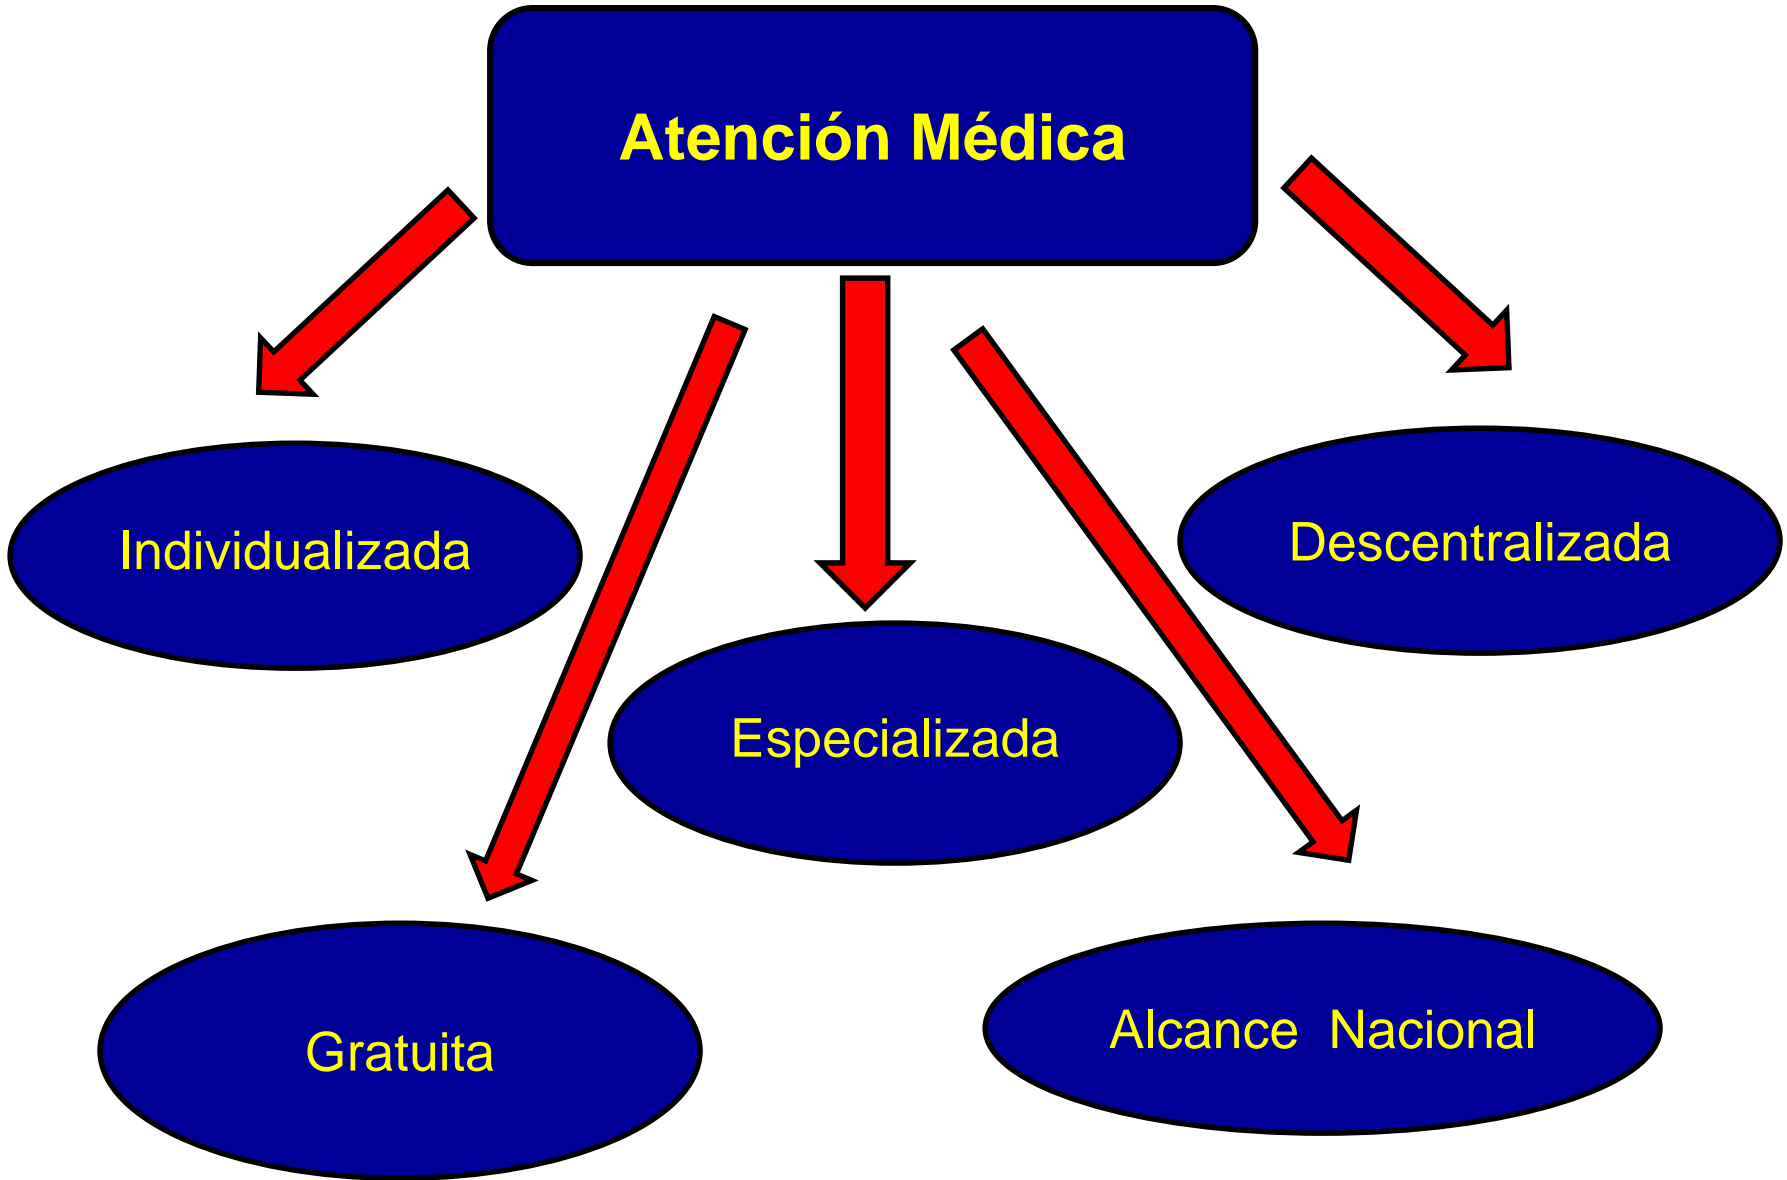 Atención Médica
Individualizada
Descentralizada
Especializada
Gratuita
Alcance  Nacional